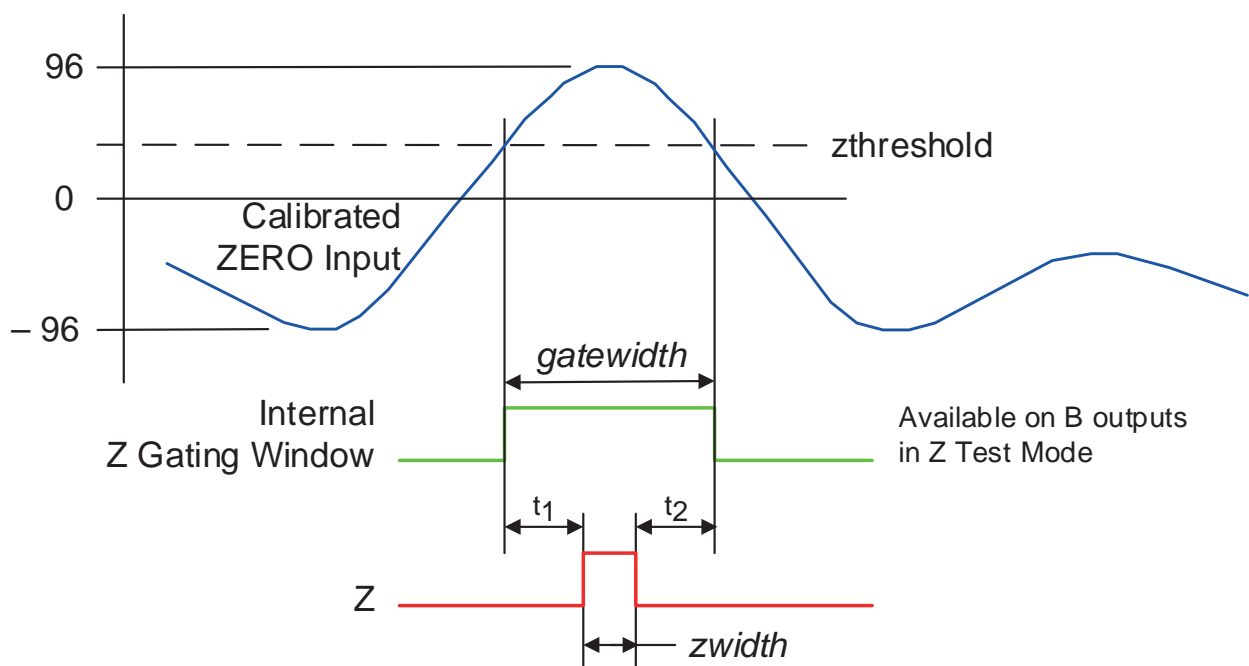 96
zthreshold
0
Calibrated
ZERO Input
– 96
gatewidth
Internal
Z Gating Window
Available on B outputs
in Z Test Mode
t1
t2
Z
zwidth